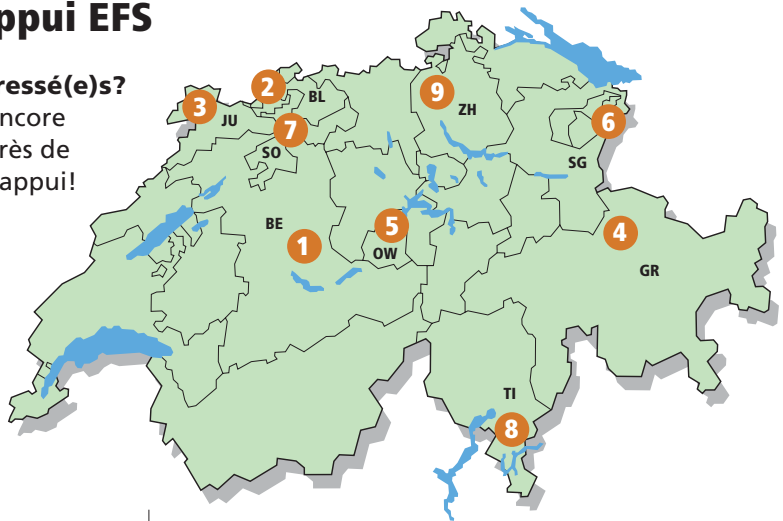 ppui EFS
ressé(e)s?
ncore
rès de
appui!
2
9
3
BL
ZH
JU
6
7
SO
SG
BE
5
4
1
OW
GR
TI
8